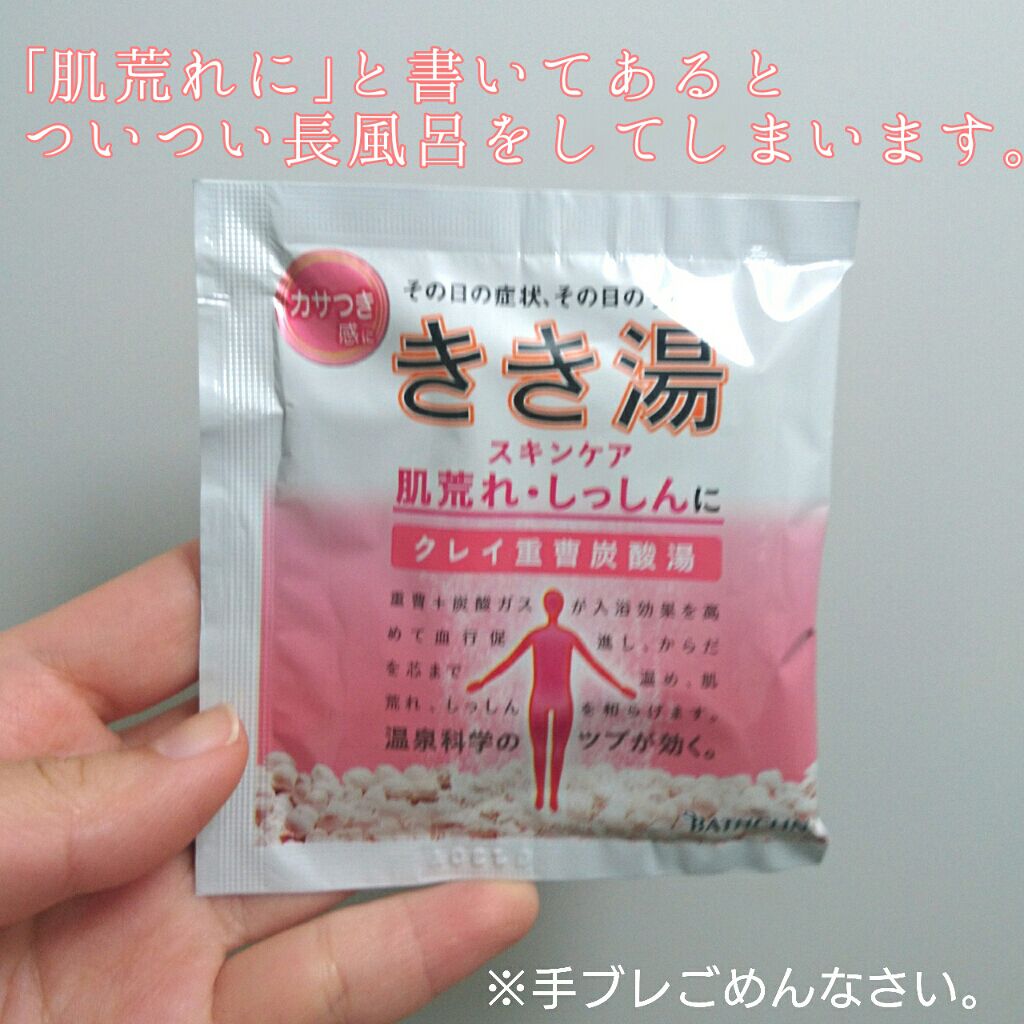 「肌荒れに」と書いてあると
ついつい長風呂をしてしまいます。
カサつき
感に
その日の症状、その日の
きき湯
スキンケア
肌荒れ・しっしんに
クレイ重曹炭酸湯
重曹+炭酸ガスが入浴効果を高
めて血行促進し、からだ
を芯まで温め、肌
荒れ、しっしんを和らげます。
温泉科学のツブが効く。
BATHCLIN
※手ブレごめんなさい。